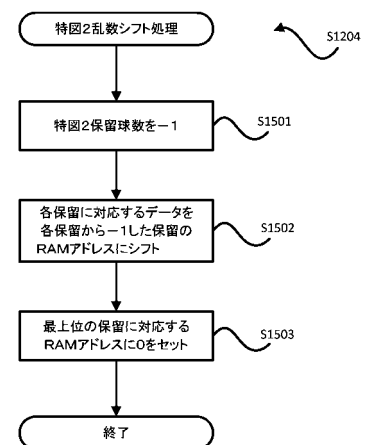 特図2乱数シフト処理
S1204
特図2保留球数を－1
S1501
各保留に対応するデータを
各保留から－1した保留の
RAMアドレスにシフト
S1502
最上位の保留に対応する
RAMアドレスに0をセット
S1503
終了